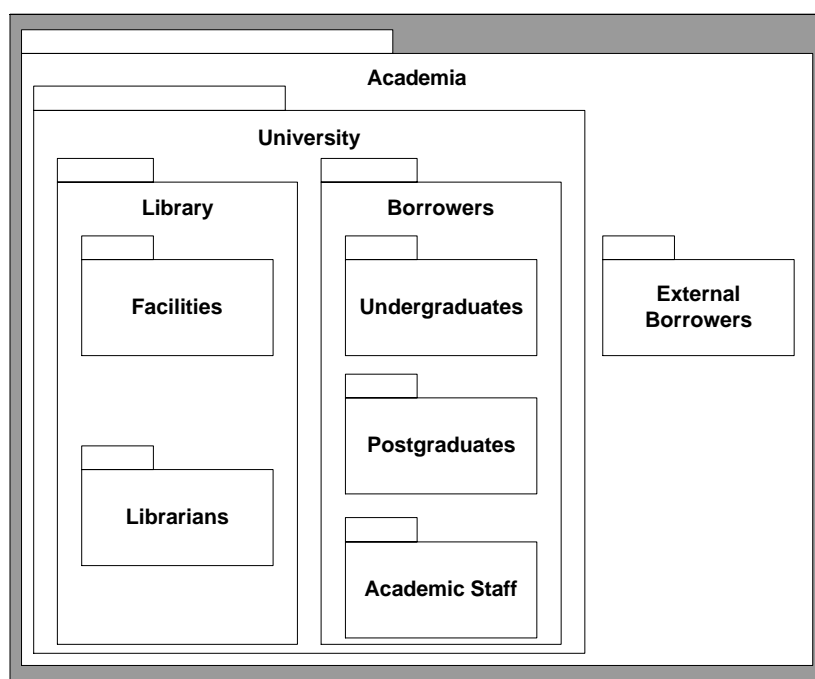 Academia
University
Library
Borrowers
Facilities
Undergraduates
External
Borrowers
Postgraduates
Librarians
Academic Staff